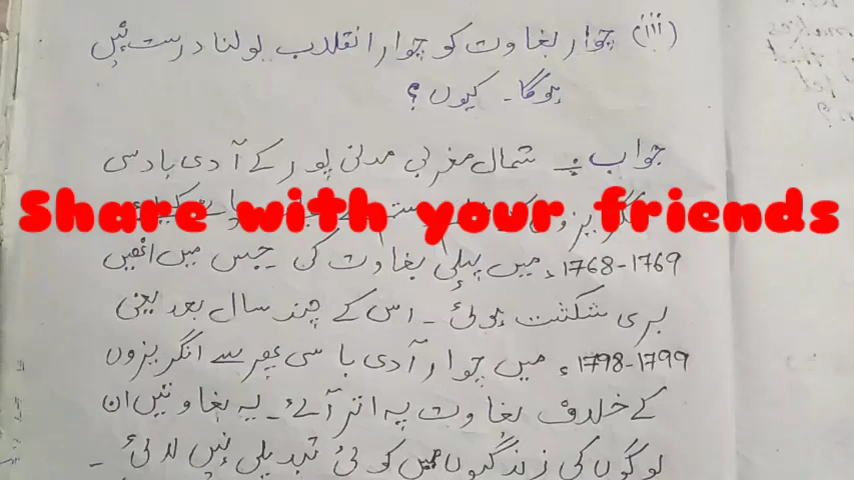 (iii) چوار بغاوت کو چوار انقلاب بولنا درست نہیں
ہوگا۔ کیوں؟
جواب :- شمال مغربی مدنی پور کے آدی بادسی
Share with your friends
1768-1769ء میں پہلی بغاوت کی جس میں انھیں
بری شکشت ہوئی ۔ اس کے چند سال بعد یعنی
1798-1799ء میں چوار آدی باسی پھر سے انگریزوں
کے خلاف بغاوت پہ اتر آئے۔ یہ بغاوتیں ان
لوگوں کی زندگیوں میں کوئی تبدیلی نہیں لائی ۔